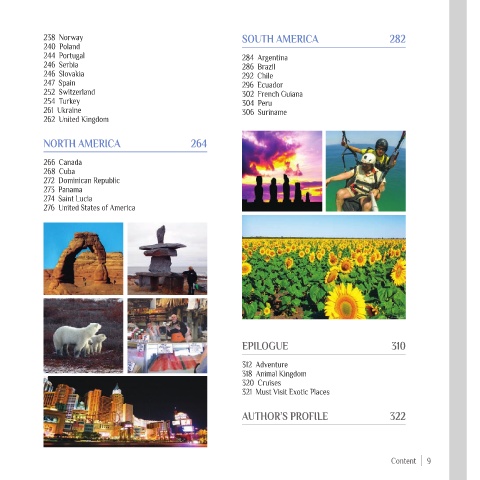 238 Norway
240 Poland
244 Portugal
246 Serbia
246 Slovakia
247 Spain
252 Switzerland
254 Turkey
261 Ukraine
262 United Kingdom
NORTH AMERICA 264
266 Canada
268 Cuba
272 Dominican Republic
273 Panama
274 Saint Lucia
276 United States of America
SOUTH AMERICA 282
284 Argentina
286 Brazil
292 Chile
296 Ecuador
302 French Guiana
304 Peru
306 Suriname
EPILOGUE 310
312 Adventure
318 Animal Kingdom
320 Cruises
321 Must Visit Exotic Places
AUTHOR'S PROFILE 322
Content | 9